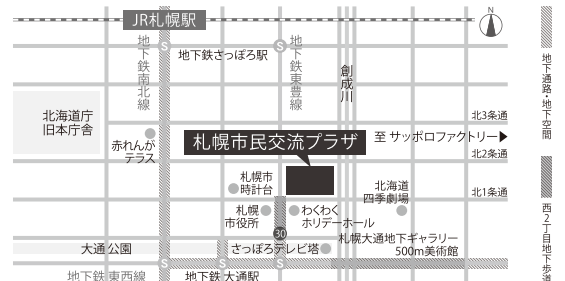 JR札幌駅
N
S
S
地下鉄さっぽろ駅
地下鉄南北線
地下鉄東豊線
創成川
地下通路・地下空間
北海道庁
旧本庁舎
赤れんが
テラス
北3条通
至 サッポロファクトリー▶
札幌市民交流プラザ
北2条通
札幌市
時計台
北海道
四季劇場
北1条通
札幌
市役所
わくわく
ホリデーホール
西2丁目地下歩道
30
大通公園
さっぽろテレビ塔
札幌大通地下ギャラリー
500m美術館
S
S
地下鉄東西線
地下鉄大通駅